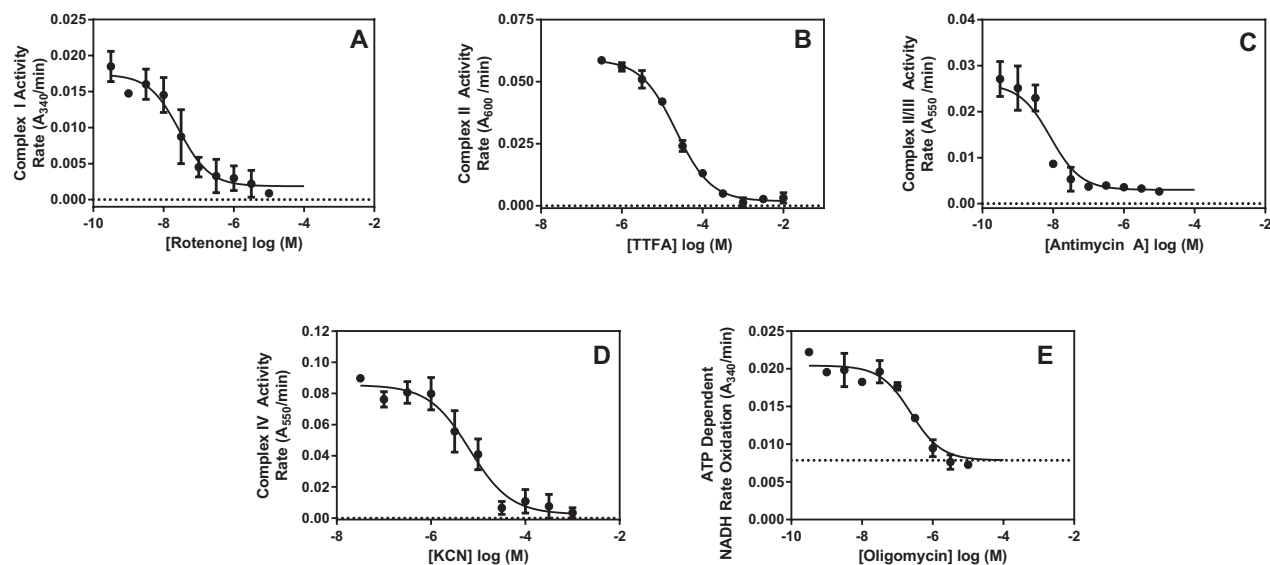 A
Complex I Activity
Rate (A340/min)
0.025
0.020
0.015
0.010
0.005
0.000
-10
-8
-6
-4
-2
[Rotenone] log (M)
B
Complex II Activity
Rate (A600 /min)
0.075
0.050
0.025
0.000
-8
-6
-4
-2
[TTFA] log (M)
C
Complex II/III Activity
Rate (A550 /min)
0.04
0.03
0.02
0.01
0.00
-10
-8
-6
-4
-2
[Antimycin A] log (M)
D
Complex IV Activity
Rate (A550/min)
0.12
0.10
0.08
0.06
0.04
0.02
0.00
-8
-6
-4
-2
[KCN] log (M)
E
ATP Dependent
NADH Rate Oxidation (A340/min)
0.025
0.020
0.015
0.010
0.005
0.000
-10
-8
-6
-4
-2
[Oligomycin] log (M)